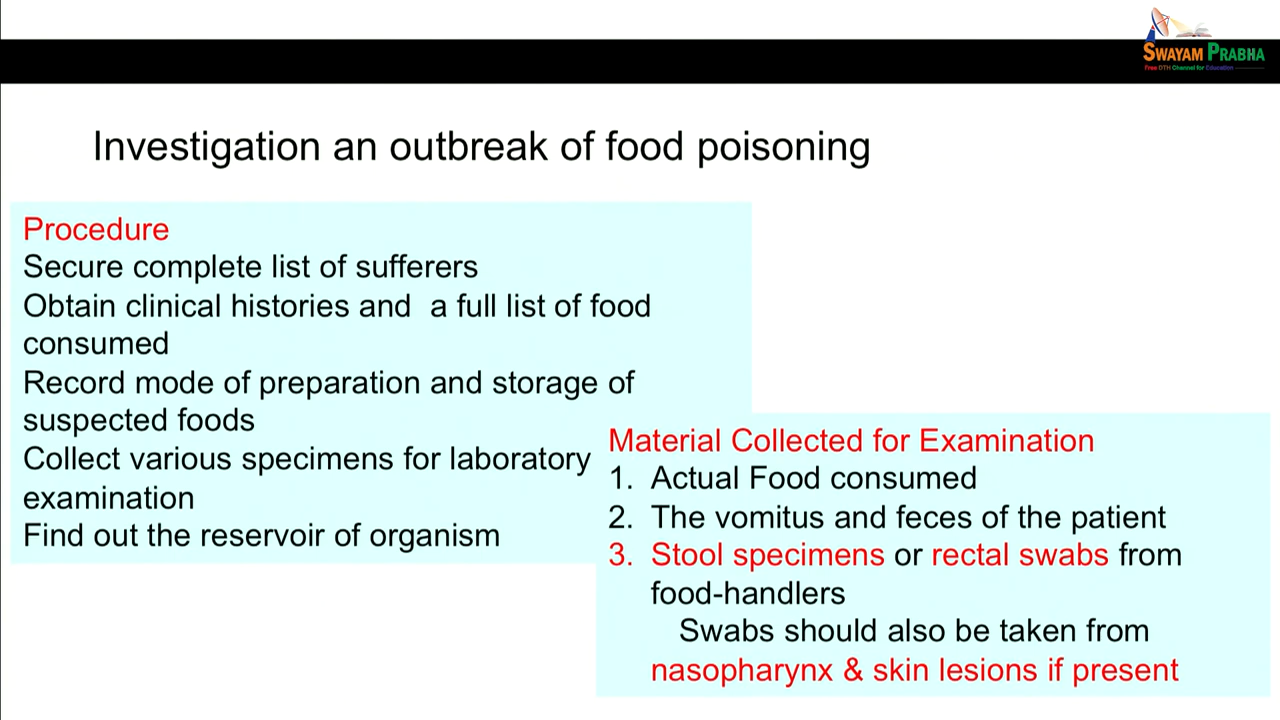 SWAYAM PRABHA
Free DTH Channel for Education
Investigation an outbreak of food poisoning
Procedure
Secure complete list of sufferers
Obtain clinical histories and a full list of food
consumed
Record mode of preparation and storage of
suspected foods
Collect various specimens for laboratory
examination
Find out the reservoir of organism
Material Collected for Examination
1. Actual Food consumed
2. The vomitus and feces of the patient
3. Stool specimens or rectal swabs from
food-handlers
Swabs should also be taken from
nasopharynx & skin lesions if present